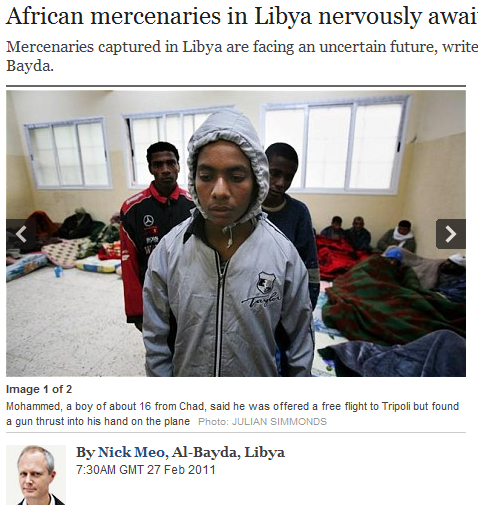 African mercenaries in Libya nervously awai
Mercenaries captured in Libya are facing an uncertain future, write
Bayda.
Taylor
Image 1 of 2
Mohammed, a boy of about 16 from Chad, said he was offered a free flight to Tripoli but found
a gun thrust into his hand on the plane Photo: JULIAN SIMMONDS
By Nick Meo, Al-Bayda, Libya
7:30AM GMT 27 Feb 2011